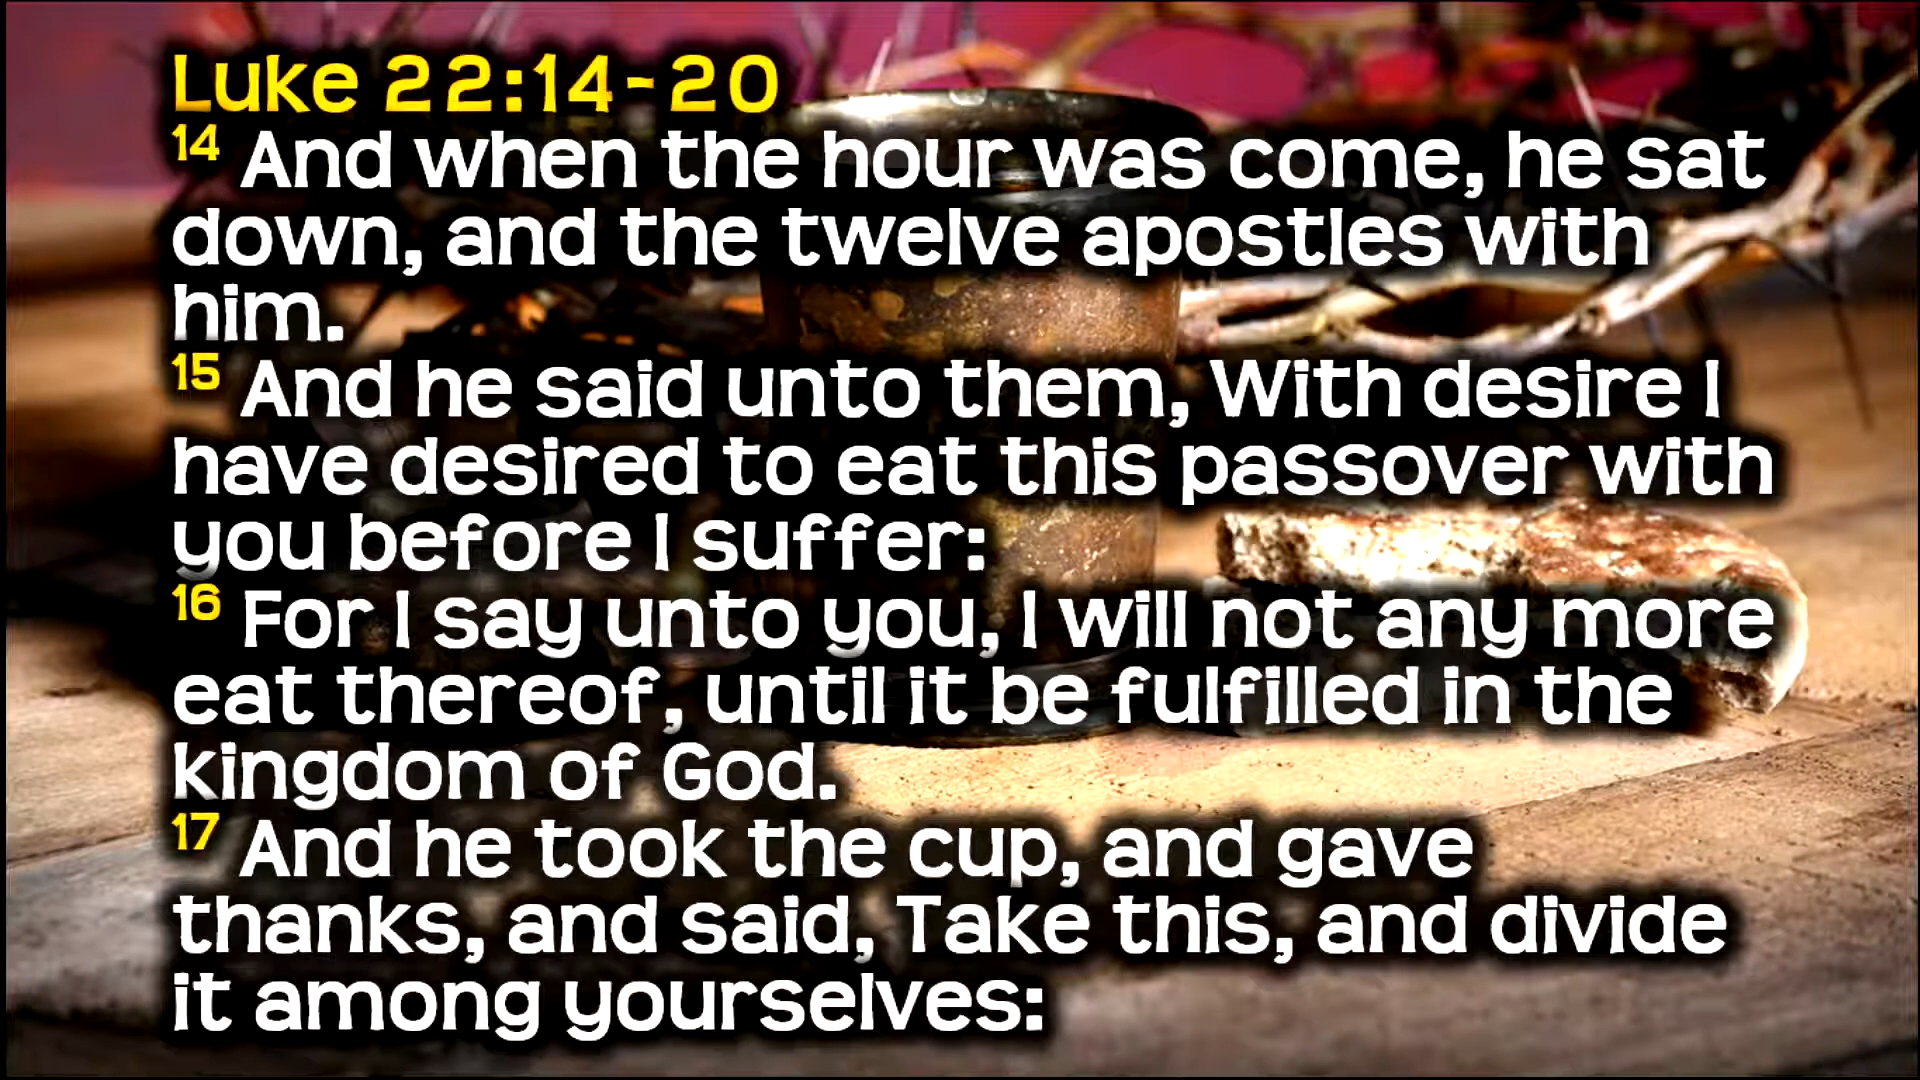 Luke 22:14-20
14 And when the hour was come, he sat
down, and the twelve apostles with
him.
15 And he said unto them, With desire I
have desired to eat this passover with
you before I suffer:
16 For I say unto you, I will not any more
eat thereof, until it be fulfilled in the
kingdom of God.
17 And he took the cup, and gave
thanks, and said, Take this, and divide
it among yourselves: